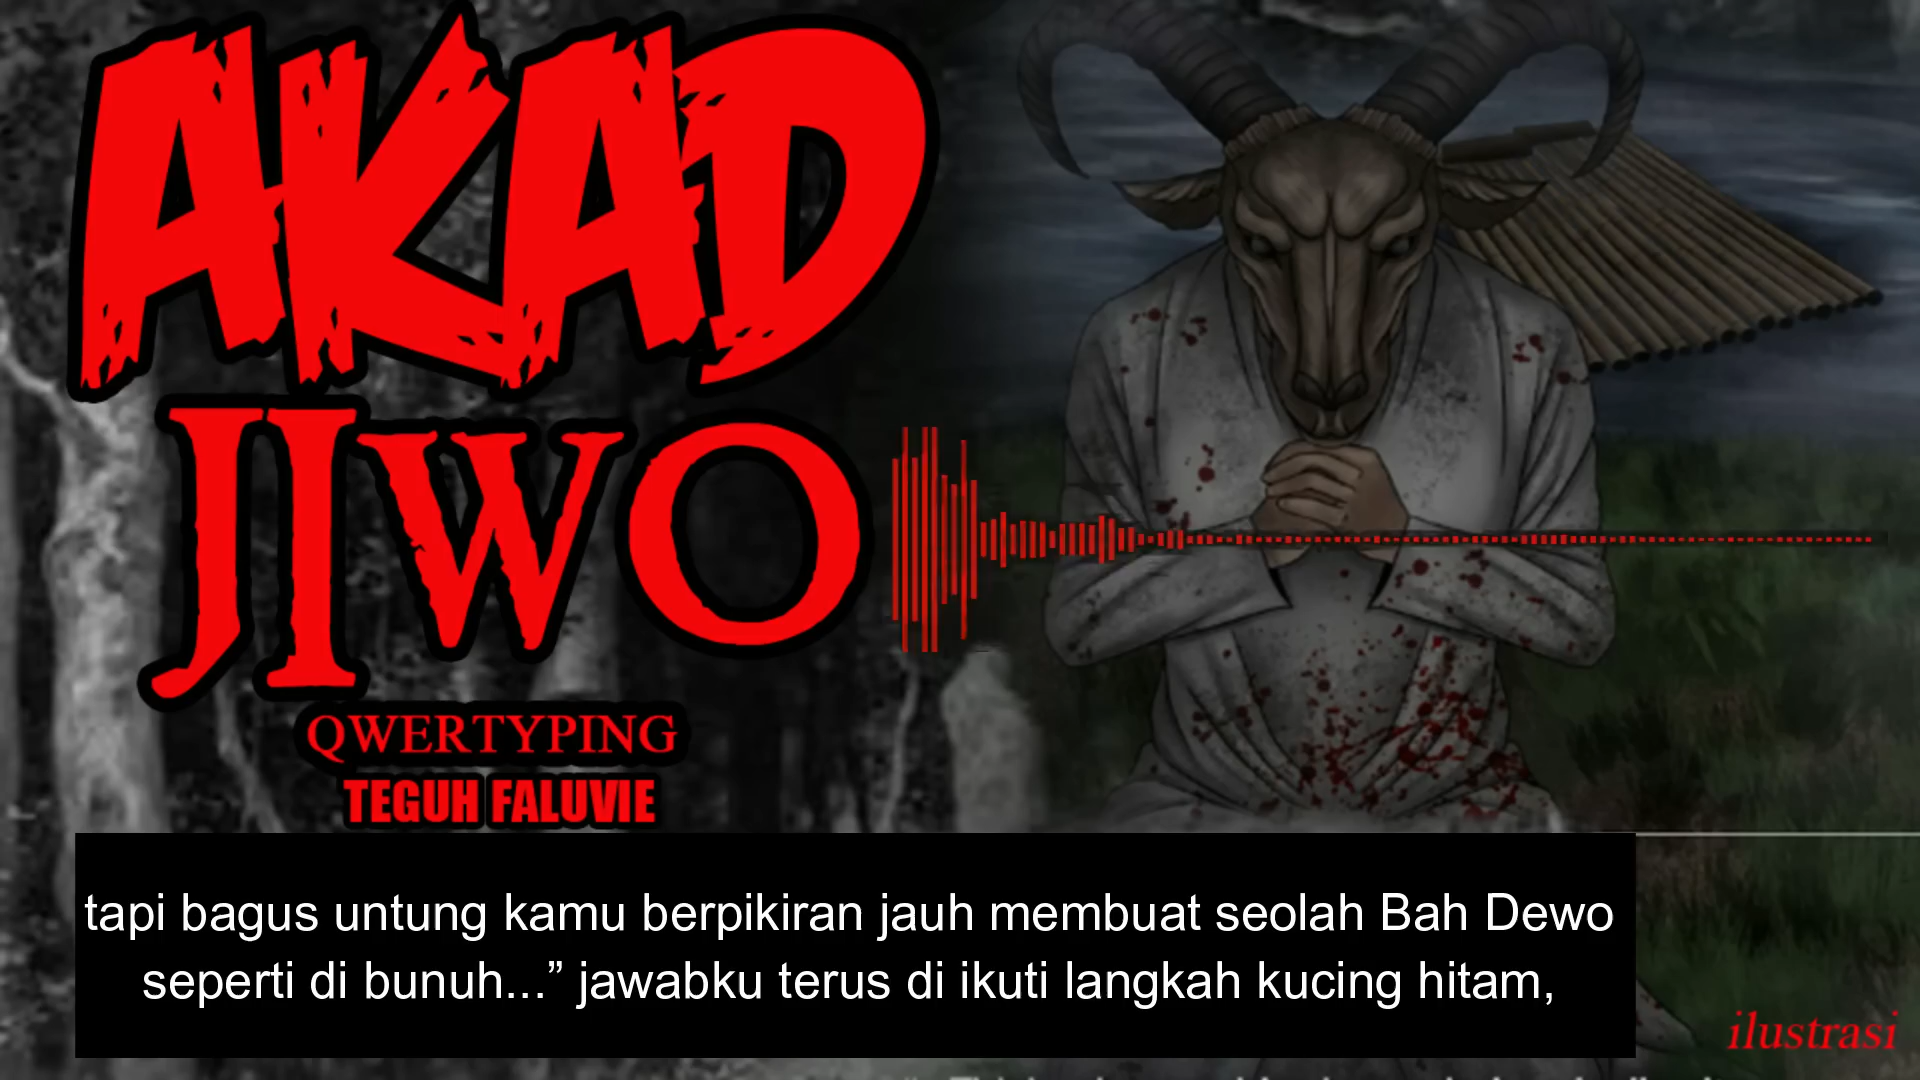 AKAD
JIWO
QWERTYPING
TEGUH FALUVIE
tapi bagus untung kamu berpikiran jauh membuat seolah Bah Dewo
seperti di bunuh...” jawabku terus di ikuti langkah kucing hitam,
ilustrasi